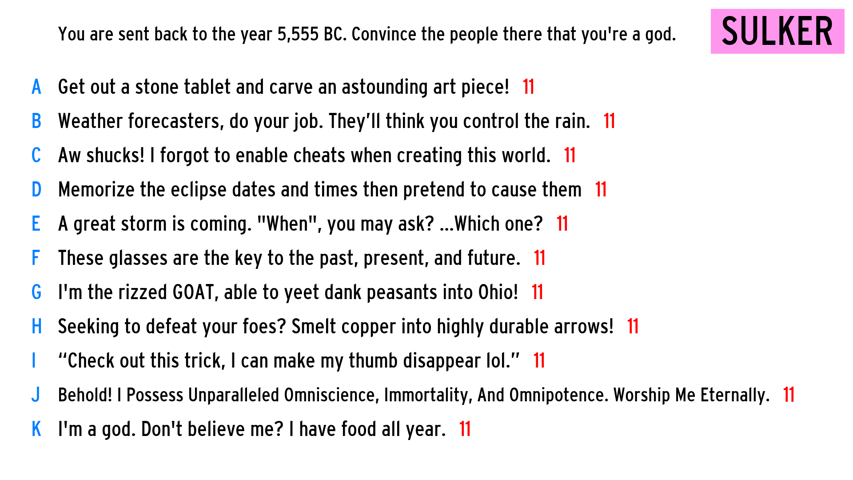 You are sent back to the year 5,555 BC. Convince the people there that you're a god.
SULKER
A Get out a stone tablet and carve an astounding art piece! 11
B Weather forecasters, do your job. They’ll think you control the rain. 11
C Aw shucks! I forgot to enable cheats when creating this world. 11
D Memorize the eclipse dates and times then pretend to cause them 11
E A great storm is coming. "When", you may ask? ...Which one? 11
F These glasses are the key to the past, present, and future. 11
G I'm the rizzed GOAT, able to yeet dank peasants into Ohio! 11
H Seeking to defeat your foes? Smelt copper into highly durable arrows! 11
I “Check out this trick, I can make my thumb disappear lol.” 11
J Behold! I Possess Unparalleled Omniscience, Immortality, And Omnipotence. Worship Me Eternally. 11
K I'm a god. Don't believe me? I have food all year. 11